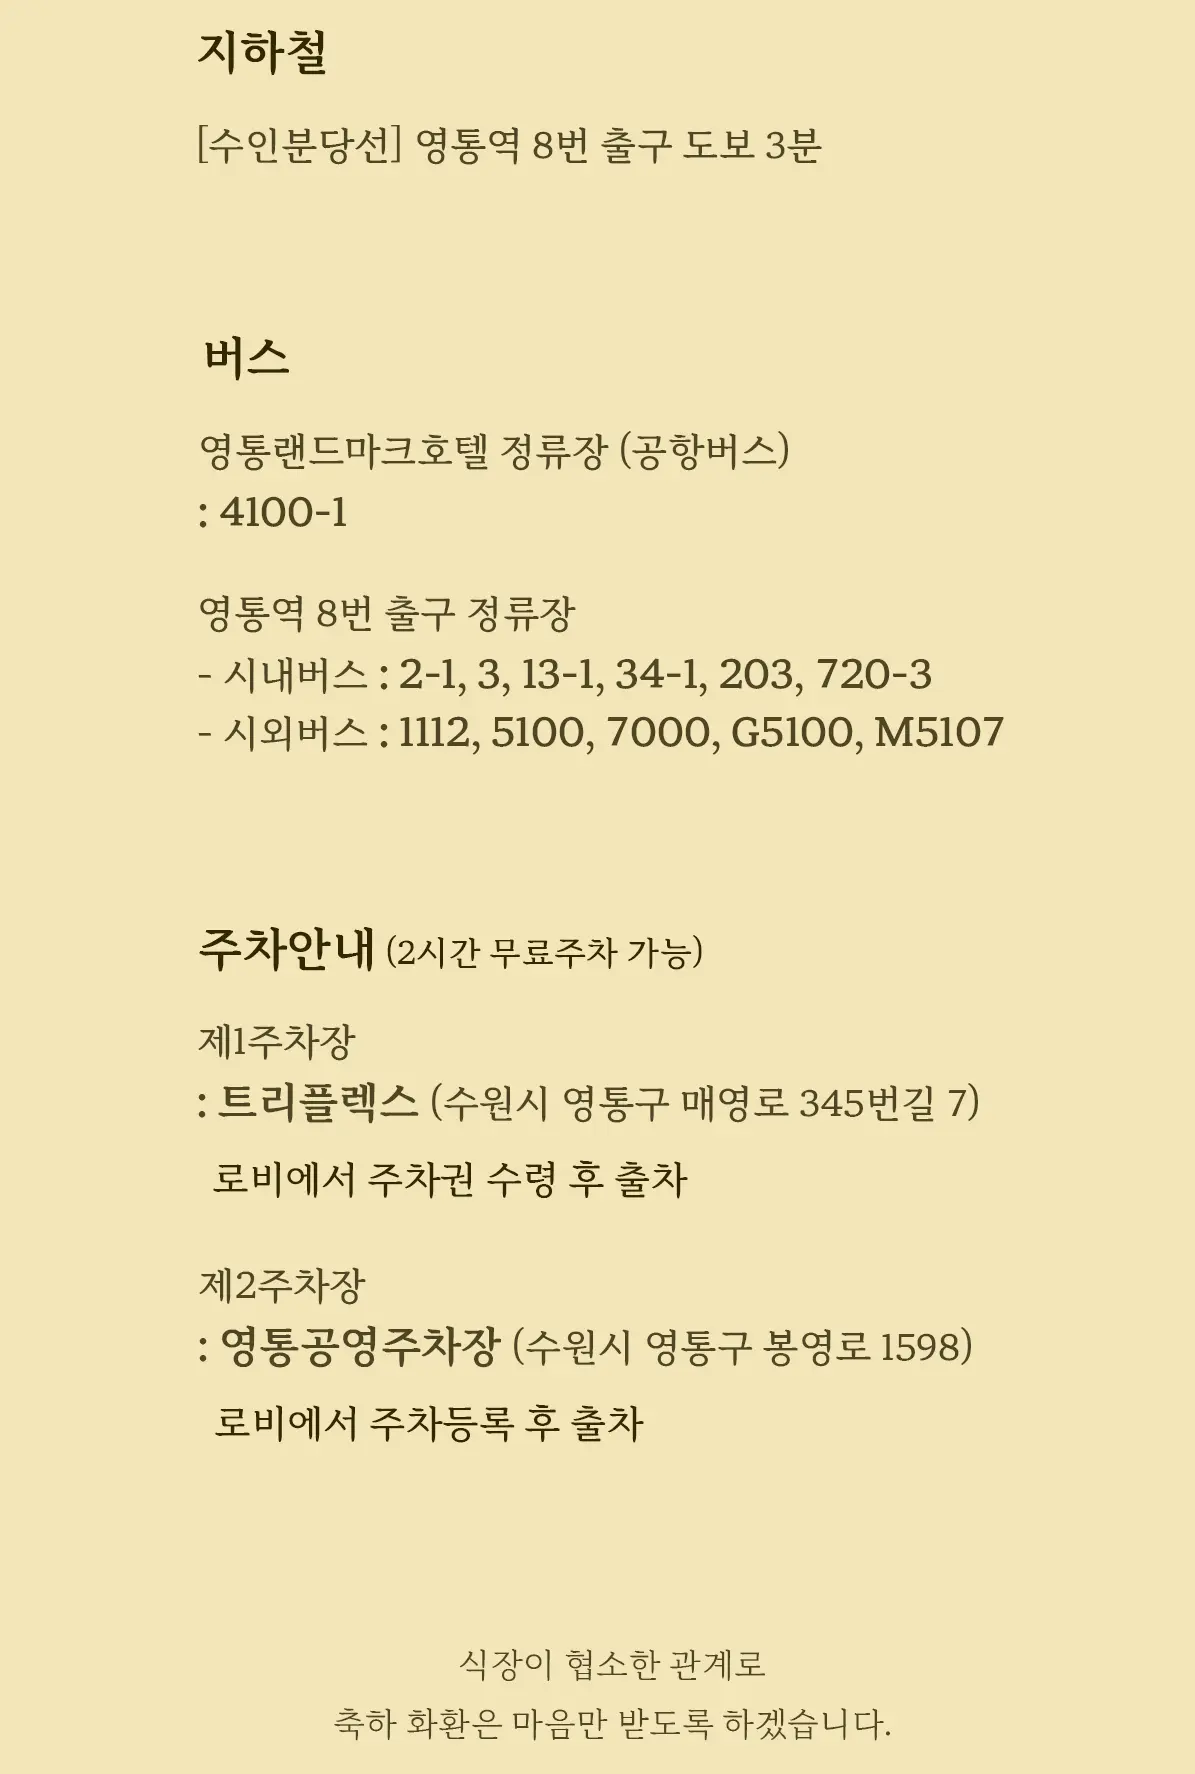 지하철
[수인분당선] 영통역 8번 출구 도보 3분
버스
영통랜드마크호텔 정류장 (공항버스)
: 4100-1
영통역 8번 출구 정류장
- 시내버스 : 2-1, 3, 13-1, 34-1, 203, 720-3
- 시외버스 : 1112, 5100, 7000, G5100, M5107
주차안내 (2시간 무료주차 가능)
제1주차장
: 트리플렉스 (수원시 영통구 매영로 345번길 7)
로비에서 주차권 수령 후 출차
제2주차장
: 영통공영주차장 (수원시 영통구 봉영로 1598)
로비에서 주차등록 후 출차
식장이 협소한 관계로
축하 화환은 마음만 받도록 하겠습니다.